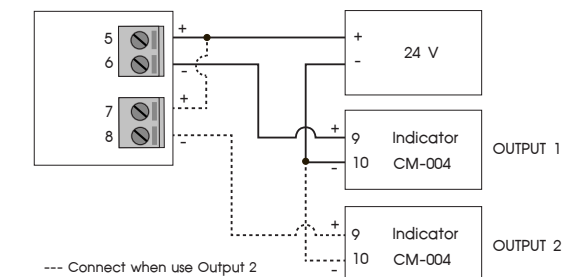 5 +
6 -
7 +
8 -
+
-
24 V
+ 9 Indicator
- 10 CM-004
OUTPUT 1
+ 9 Indicator
- 10 CM-004
OUTPUT 2
--- Connect when use Output 2